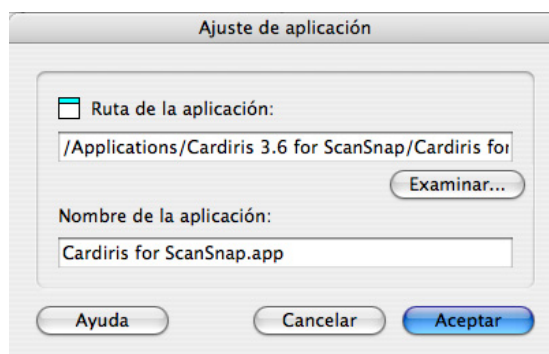 Ajuste de aplicación
Ruta de la aplicación:
/Applications/Cardiris 3.6 for ScanSnap/Cardiris for
Examinar...
Nombre de la aplicación:
Cardiris for ScanSnap.app
Ayuda
Cancelar
Aceptar